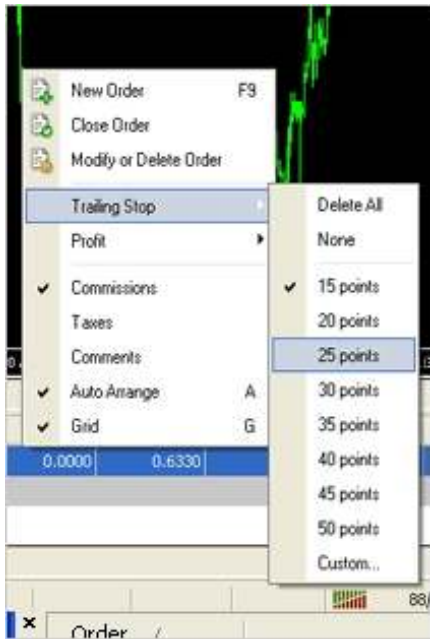 New Order F9
Close Order
Modify or Delete Order
Trailing Stop
Profit
Commissions
Taxes
Comments
Auto Arrange A
Grid G
Delete All
None
15 points
20 points
25 points
30 points
35 points
40 points
45 points
50 points
Custom...
0.0000 0.6330
88/
Order /